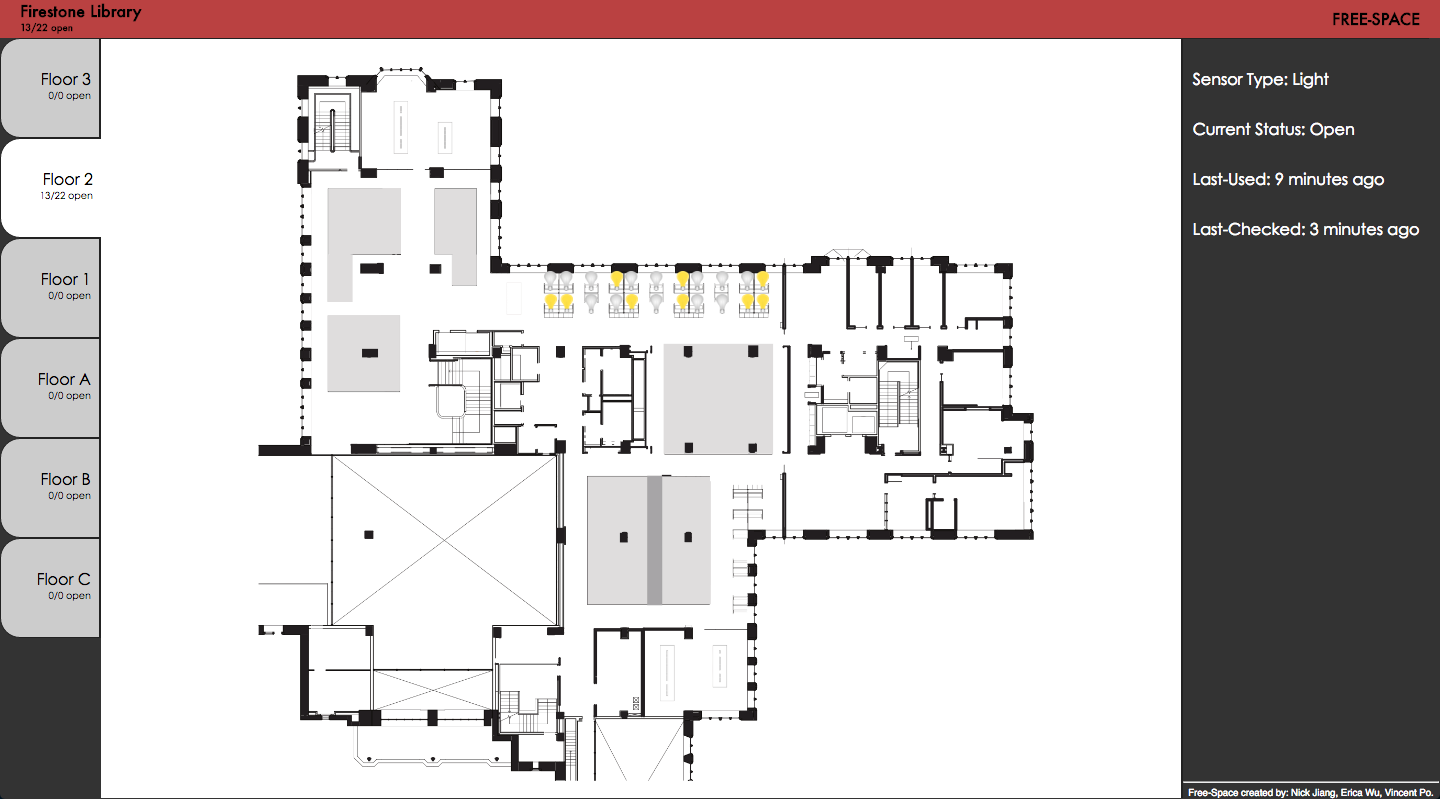 Firestone Library
13/22 open
FREE-SPACE
Floor 3
0/0 open
Floor 2
13/22 open
Floor 1
0/0 open
Floor A
0/0 open
Floor B
0/0 open
Floor C
0/0 open
Sensor Type: Light
Current Status: Open
Last-Used: 9 minutes ago
Last-Checked: 3 minutes ago
Free-Space created by: Nick Jiang, Erica Wu, Vincent Po.